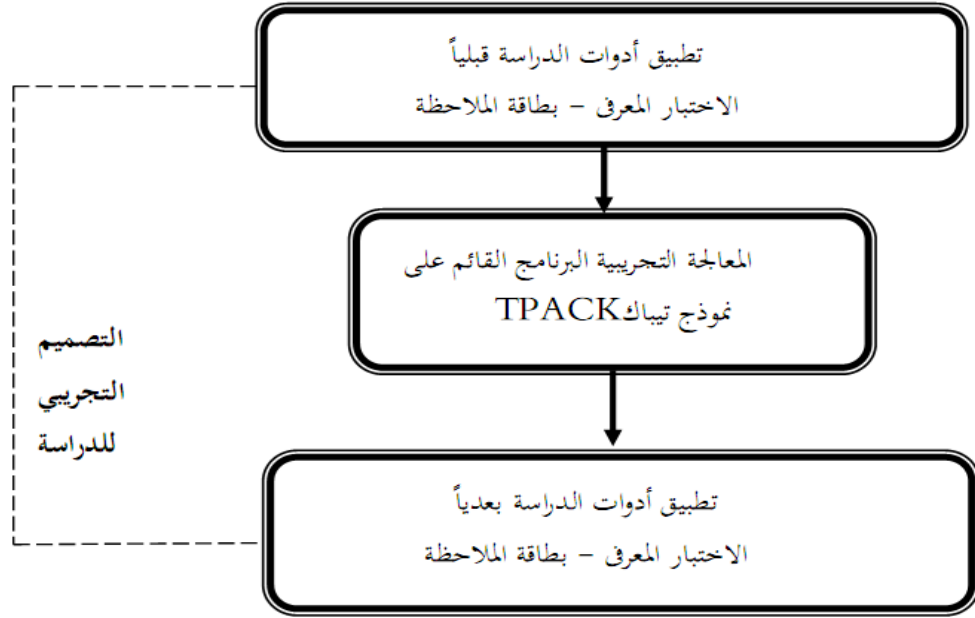 تطبيق أدوات الدراسة قبلياً
الاختبار المعرفى – بطاقة الملاحظة
المعالجة التجريبية البرنامج القائم على
نموذج تيباكTPACK
التصميم
التجريبي
للدراسة
تطبيق أدوات الدراسة بعدياً
الاختبار المعرفى – بطاقة الملاحظة